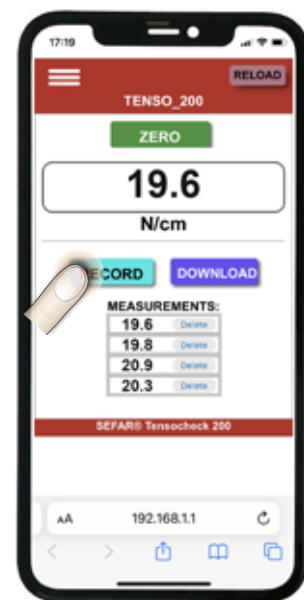 17:19
RELOAD
TENSO_200
ZERO
19.6
N/cm
ECORD DOWNLOAD
MEASUREMENTS:
19.6 Delete
19.8 Delete
20.9 Delete
20.3 Delete
SEFAR® Tensocheck 200
AA 192.168.1.1